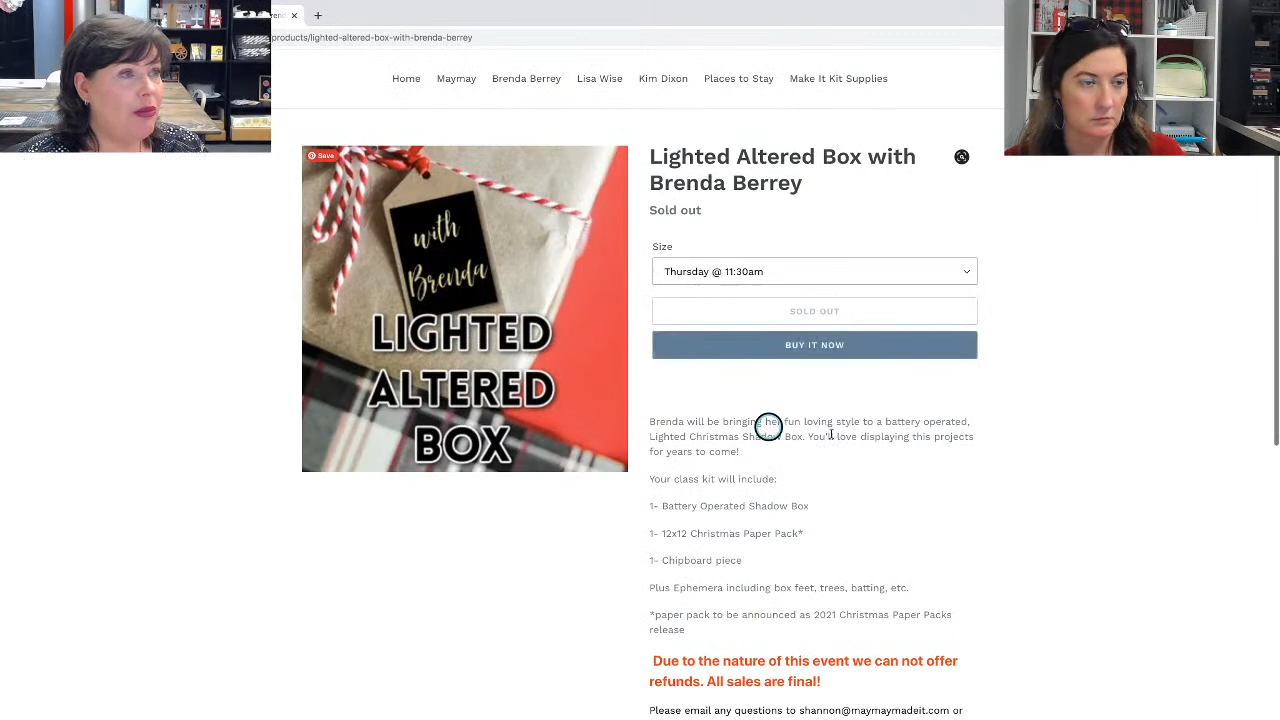 products/lighted-altered-box-with-brenda-berrey
Home Maymay Brenda Berrey Lisa Wise Kim Dixon Places to Stay Make It Kit Supplies
Save
with
Brenda
LIGHTED
ALTERED
BOX
Lighted Altered Box with
Brenda Berrey
Sold out
Size
Thursday @ 11:30am
SOLD OUT
BUY IT NOW
Brenda will be bringing her fun loving style to a battery operated,
Lighted Christmas Shadow Box. You'll love displaying this projects
for years to come!
Your class kit will include:
1- Battery Operated Shadow Box
1- 12x12 Christmas Paper Pack*
1- Chipboard piece
Plus Ephemera including box feet, trees, batting, etc.
*paper pack to be announced as 2021 Christmas Paper Packs
release
Due to the nature of this event we can not offer
refunds. All sales are final!
Please email any questions to shannon@maymaymadeit.com or